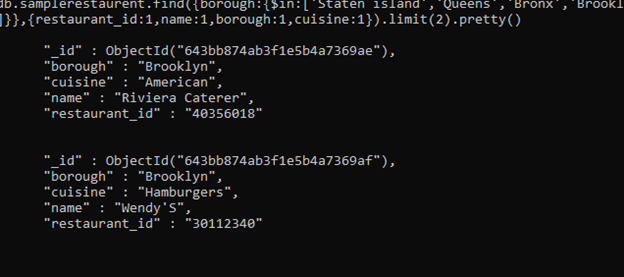 db.samplerestaurent.find({borough:{$in:['Staten island','Queens','Bronx','Brookl
]}},{restaurant_id:1,name:1,borough:1,cuisine:1}).limit(2).pretty()
"_id" : ObjectId("643bb874ab3f1e5b4a7369ae"),
"borough" : "Brooklyn",
"cuisine" : "American",
"name" : "Riviera Caterer",
"restaurant_id" : "40356018"
"_id" : ObjectId("643bb874ab3f1e5b4a7369af"),
"borough" : "Brooklyn",
"cuisine" : "Hamburgers",
"name" : "Wendy'S",
"restaurant_id" : "30112340"